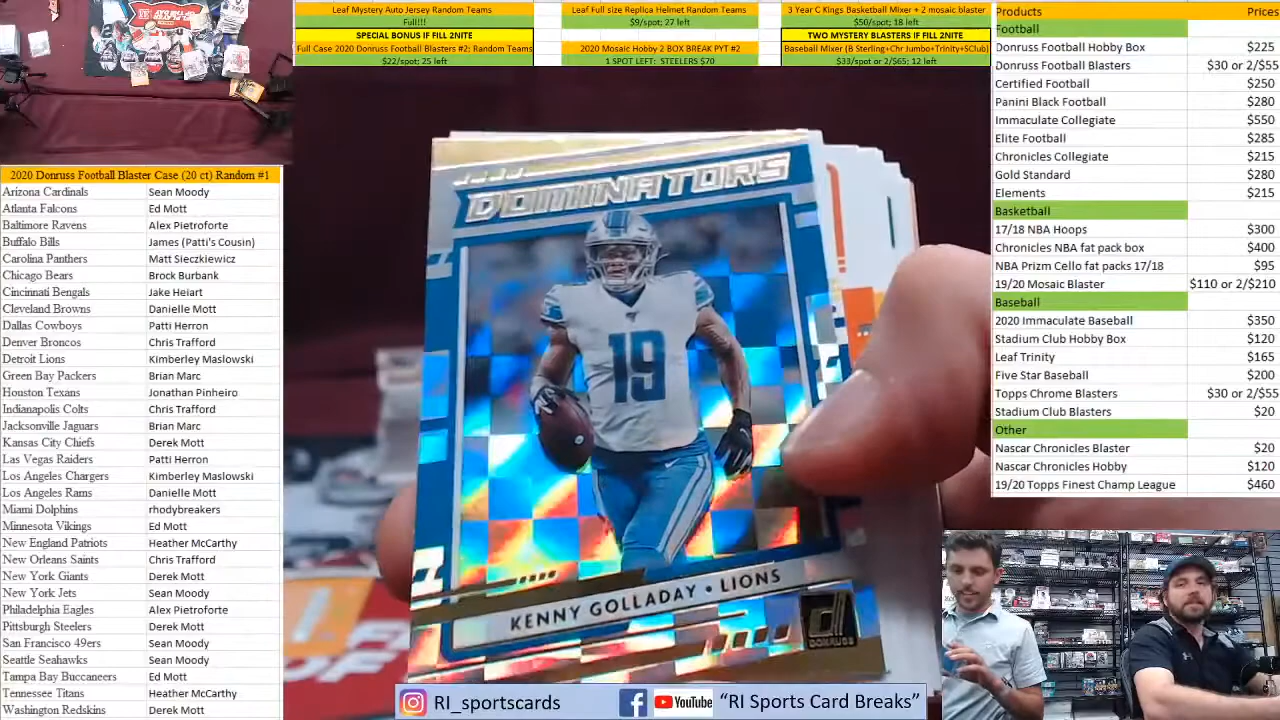 Leaf Mystery Auto Jersey Random Teams
Full!!!
SPECIAL BONUS IF FILL 2NITE
Full Case 2020 Donruss Football Blasters #2: Random Teams
$22/spot; 25 left
Leaf Full size Replica Helmet Random Teams
$9/spot; 27 left
2020 Mosaic Hobby 2 BOX BREAK PYT #2
1 SPOT LEFT: STEELERS $70
3 Year C Kings Basketball Mixer + 2 mosaic blaster
$50/spot; 18 left
TWO MYSTERY BLASTERS IF FILL 2NITE
Baseball Mixer (B Sterling+Chr Jumbo+Trinity+SClub)
$33/spot or 2/$65; 12 left
Products Prices
Football
Donruss Football Hobby Box $225
Donruss Football Blasters $30 or 2/$55
Certified Football $250
Panini Black Football $280
Immaculate Collegiate $550
Elite Football $285
Chronicles Collegiate $215
Gold Standard $280
Elements $215
Basketball
17/18 NBA Hoops $300
Chronicles NBA fat pack box $400
NBA Prizm Cello fat packs 17/18 $95
19/20 Mosaic Blaster $110 or 2/$210
Baseball
2020 Immaculate Baseball $350
Stadium Club Hobby Box $120
Leaf Trinity $165
Five Star Baseball $200
Topps Chrome Blasters $30 or 2/$55
Stadium Club Blasters $20
Other
Nascar Chronicles Blaster $20
Nascar Chronicles Hobby $120
19/20 Topps Finest Champ League $460
2020 Donruss Football Blaster Case (20 ct) Random #1
Arizona Cardinals Sean Moody
Atlanta Falcons Ed Mott
Baltimore Ravens Alex Pietroforte
Buffalo Bills James (Patti's Cousin)
Carolina Panthers Matt Sieczkiewicz
Chicago Bears Brock Burbank
Cincinnati Bengals Jake Heiart
Cleveland Browns Danielle Mott
Dallas Cowboys Patti Herron
Denver Broncos Chris Trafford
Detroit Lions Kimberley Maslowski
Green Bay Packers Brian Marc
Houston Texans Jonathan Pinheiro
Indianapolis Colts Chris Trafford
Jacksonville Jaguars Brian Marc
Kansas City Chiefs Derek Mott
Las Vegas Raiders Patti Herron
Los Angeles Chargers Kimberley Maslowski
Los Angeles Rams Danielle Mott
Miami Dolphins rhodybreakers
Minnesota Vikings Ed Mott
New England Patriots Heather McCarthy
New Orleans Saints Chris Trafford
New York Giants Derek Mott
New York Jets Sean Moody
Philadelphia Eagles Alex Pietroforte
Pittsburgh Steelers Derek Mott
San Francisco 49ers Sean Moody
Seattle Seahawks Sean Moody
Tampa Bay Buccaneers Ed Mott
Tennessee Titans Heather McCarthy
Washington Redskins Derek Mott
DOMINATORS
19
KENNY GOLLADAY • LIONS
d
DONRUSS
RI_sportscards
YouTube
"RI Sports Card Breaks"